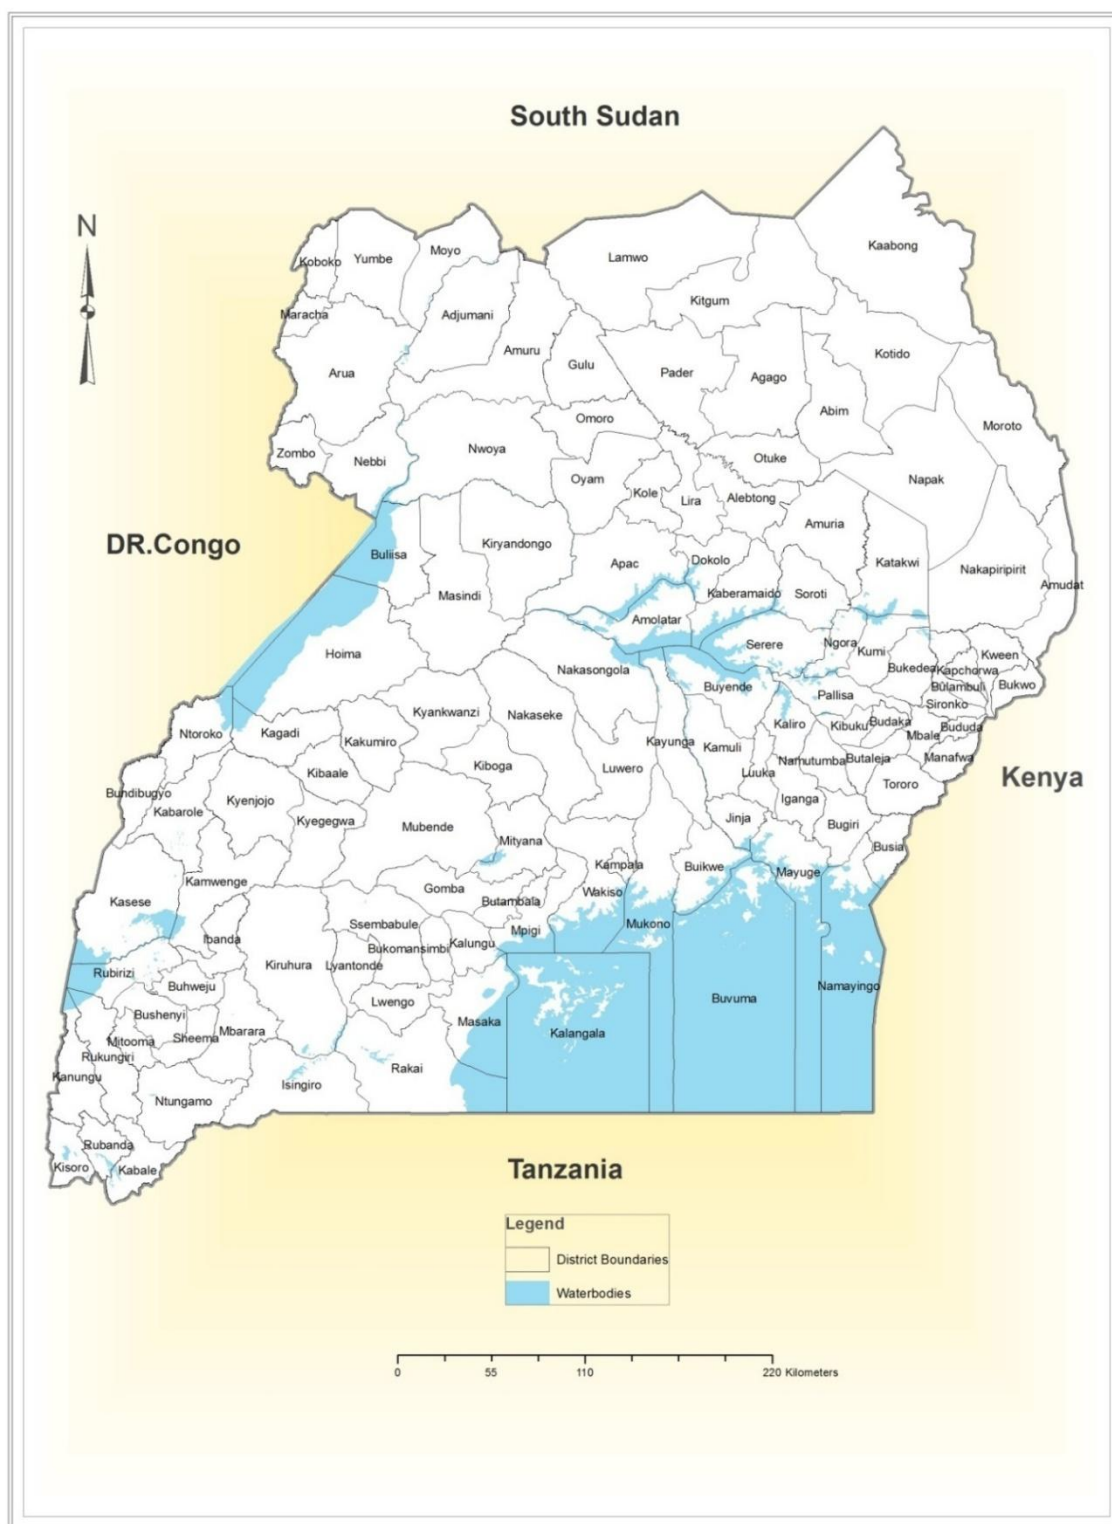 South Sudan
N
Kaabong
Moyo
Koboko
Yumbe
Lamwo
Kitgum
Maracha
Adjumani
Amuru
Gulu
Pader
Agago
Kotido
Arua
Abim
Omoro
Moroto
Zombo
Nebbi
Nwoya
Otuke
Oyam
Napak
Kole
Lira
Alebtong
Amuria
DR.Congo
Buliisa
Kiryandongo
Apac
Dokolo
Katakwi
Nakapiripirit
Amudat
Masindi
Kaberamaido
Soroti
Amolatar
Hoima
Serere
Ngora
Kumi
Kween
Nakasongola
Bukedea
Kapchorwa
Buyende
Pallisa
Bulambuli
Bukwo
Kyankwanzi
Nakaseke
Sironko
Ntoroko
Kagadi
Kakumiro
Kayunga
Kamuli
Kaliro
Kibuku
Budaka
Mbale
Bududa
Kibaale
Kiboga
Luwero
Luuka
Namutumba
Butaleja
Manafwa
Kenya
Bundibugyo
Kabarole
Kyenjojo
Kyegegwa
Mubende
Iganga
Tororo
Mityana
Jinja
Bugiri
Busia
Kamwenge
Kampala
Buikwe
Mayuge
Kasese
Gomba
Butambala
Wakiso
Ibanda
Ssembabule
Mpigi
Mukono
Kiruhura
Lyantonde
Bukomansimbi
Kalungu
Rubirizi
Buhweju
Lwengo
Buvuma
Namayingo
Bushenyi
Mbarara
Masaka
Kalangala
Mitooma
Sheema
Rukungiri
Kanungu
Isingiro
Rakai
Ntungamo
Rubanda
Kisoro
Kabale
Tanzania
Legend
District Boundaries
Waterbodies
0 55 110 220 Kilometers